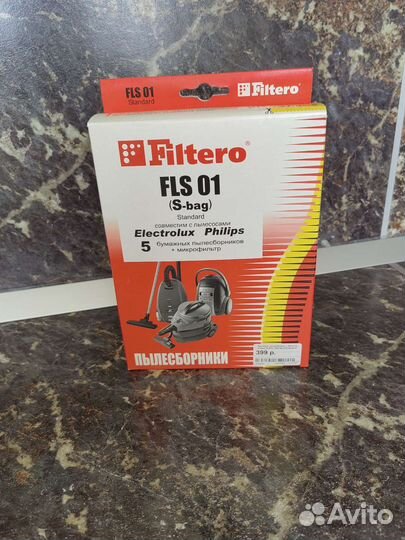 FLS 01
Standard
Filtero
Filtero®
FLS 01
(S-bag)
Standard
совместим с пылесосами
Electrolux Philips
5 бумажных пылесборников
+ микрофильтр
ПЫЛЕСБОРНИКИ
399 р.
Avito